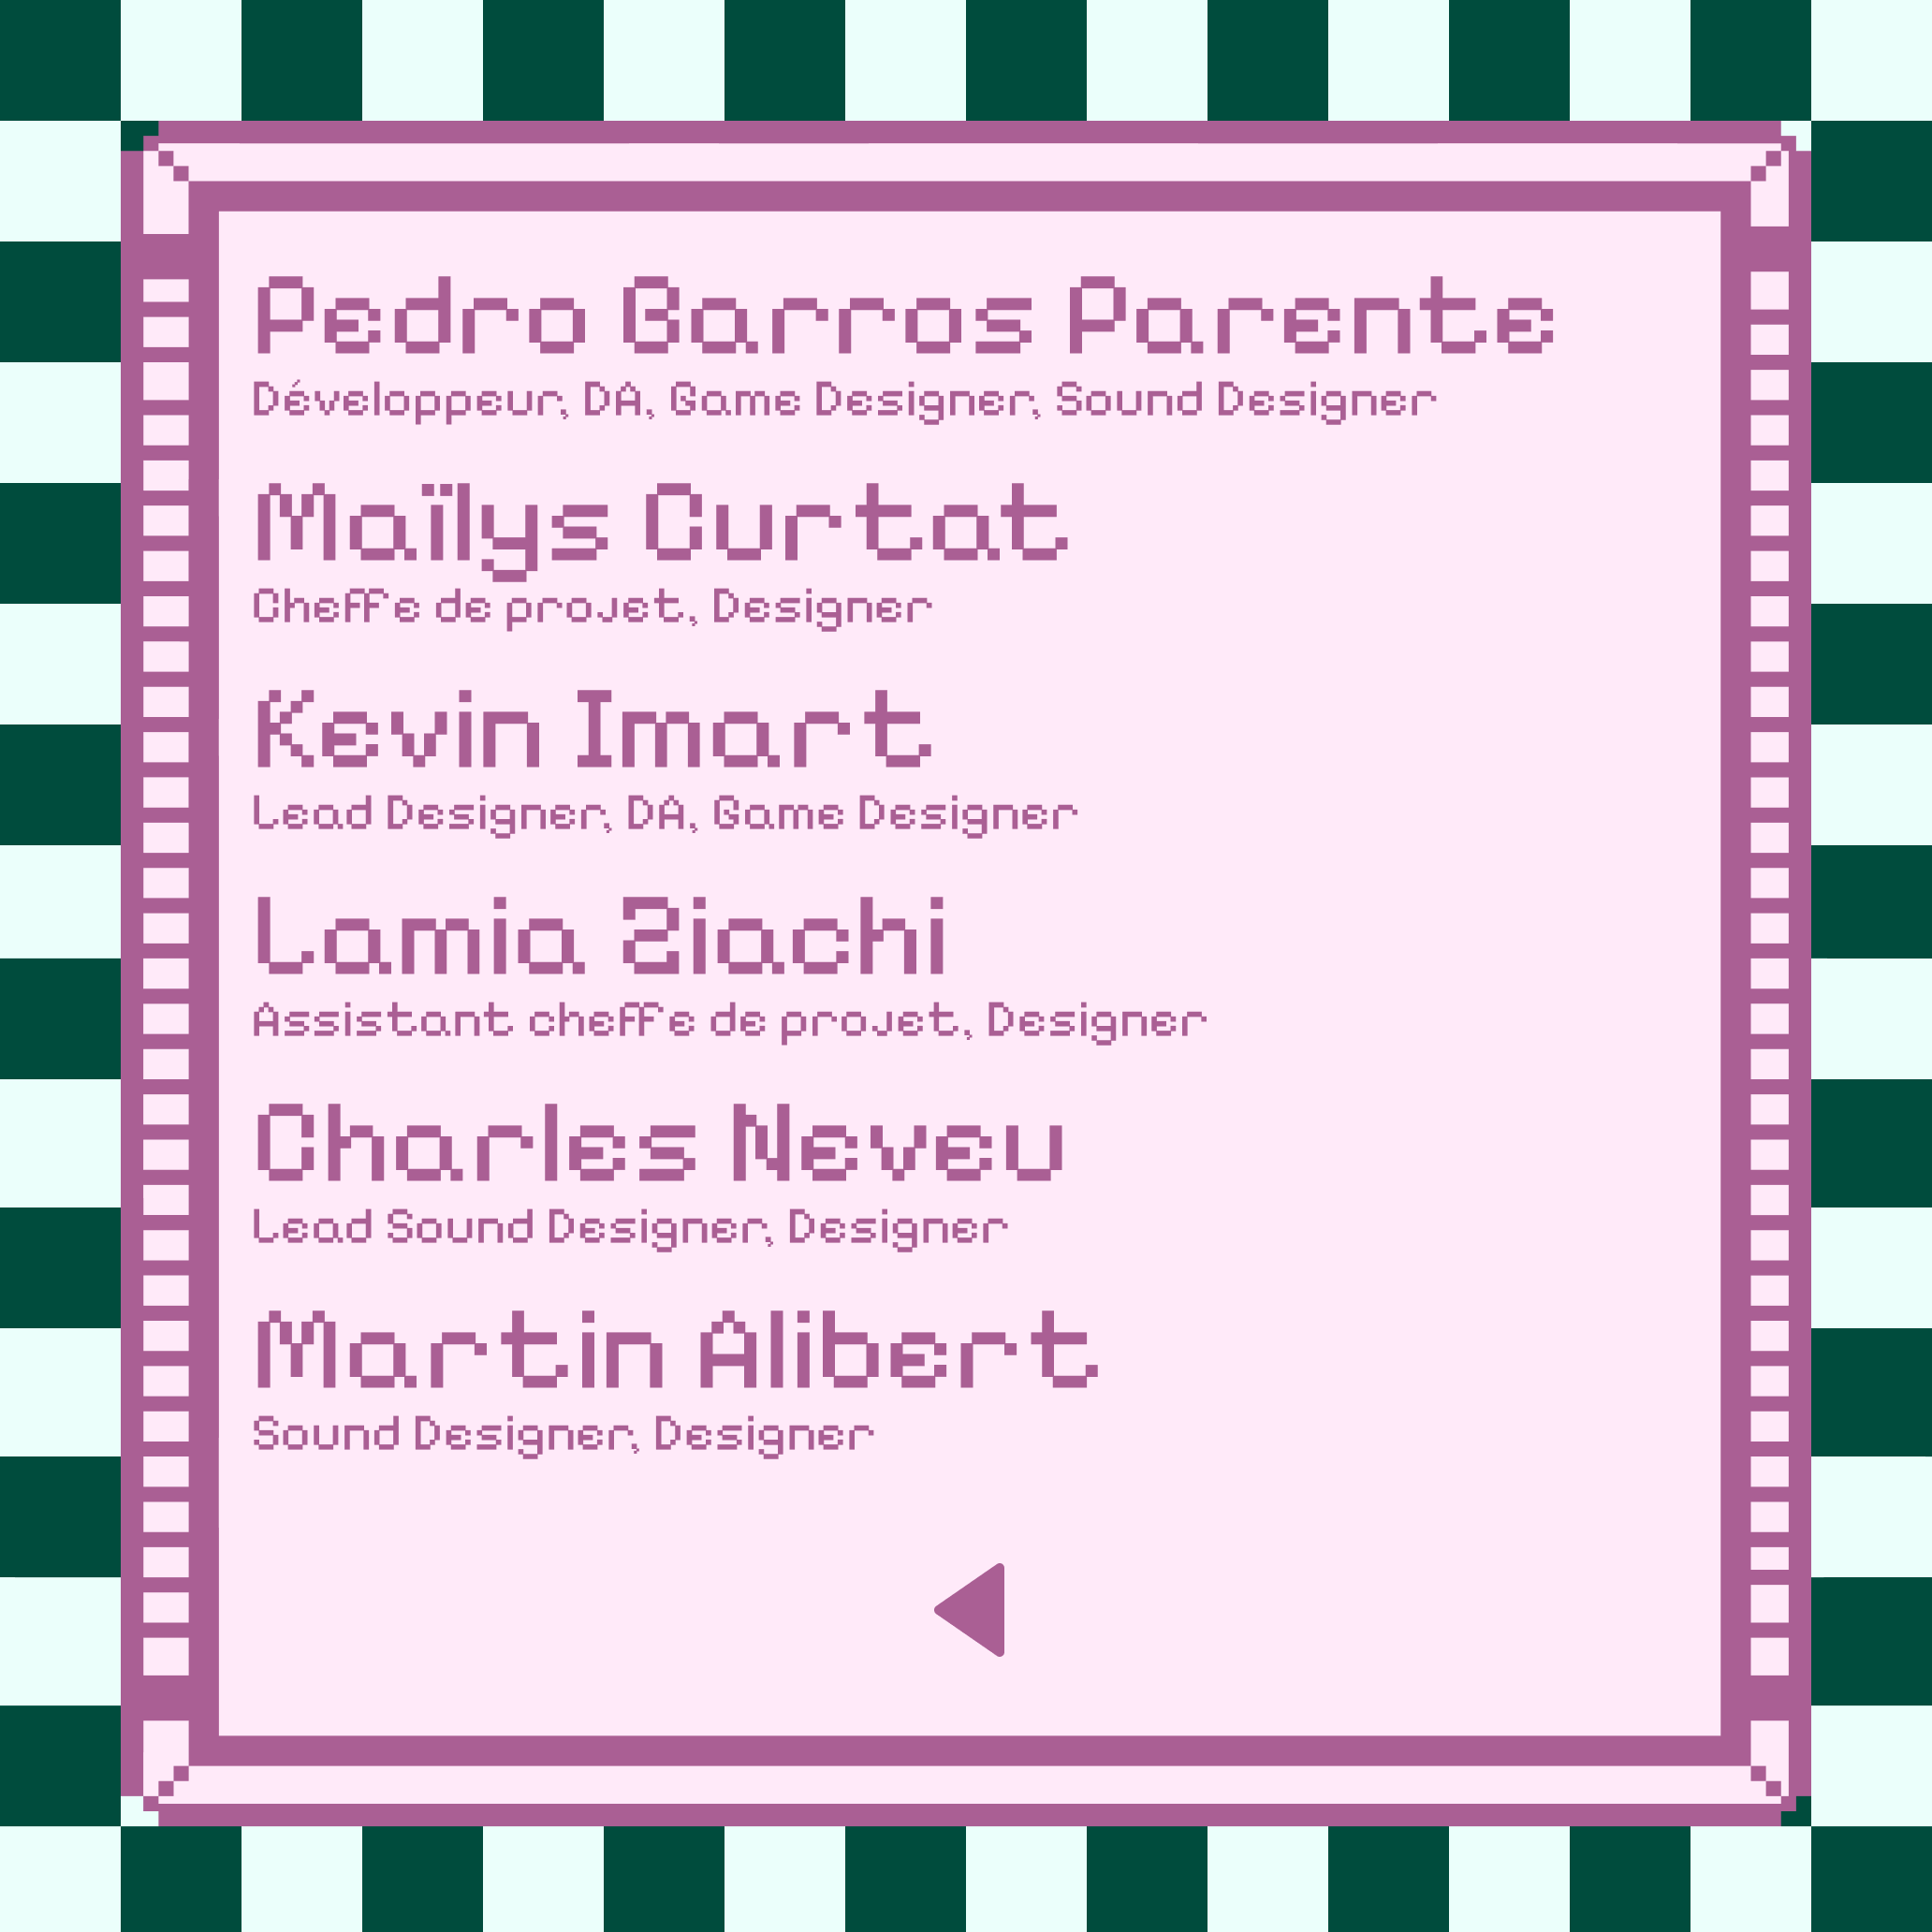 Pedro Barros Parente
Développeur, DA, Game Designer, Sound Designer
Maïlys Curtat
Cheffe de projet, Designer
Kevin Imart
Lead Designer, DA, Game Designer
Lamia Ziachi
Assistant cheffe de projet, Designer
Charles Neveu
Lead Sound Designer, Designer
Martin Alibert
Sound Designer, Designer